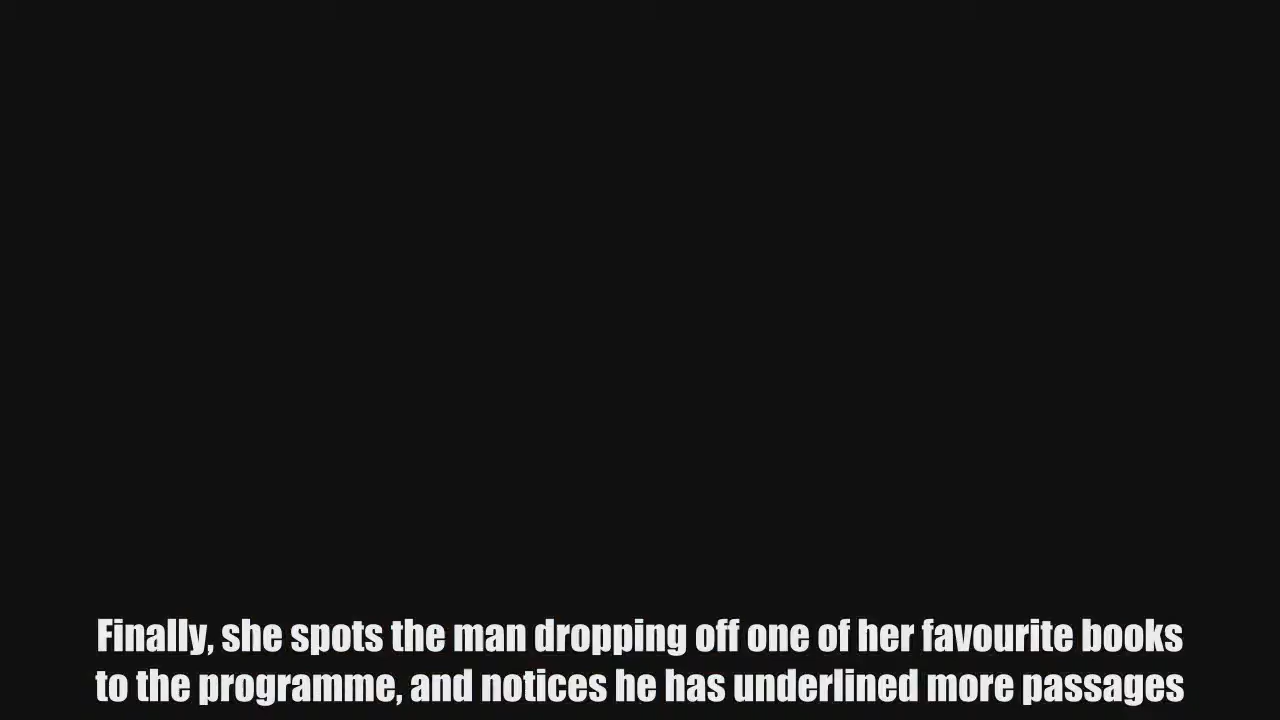 Finally, she spots the man dropping off one of her favourite books
to the programme, and notices he has underlined more passages